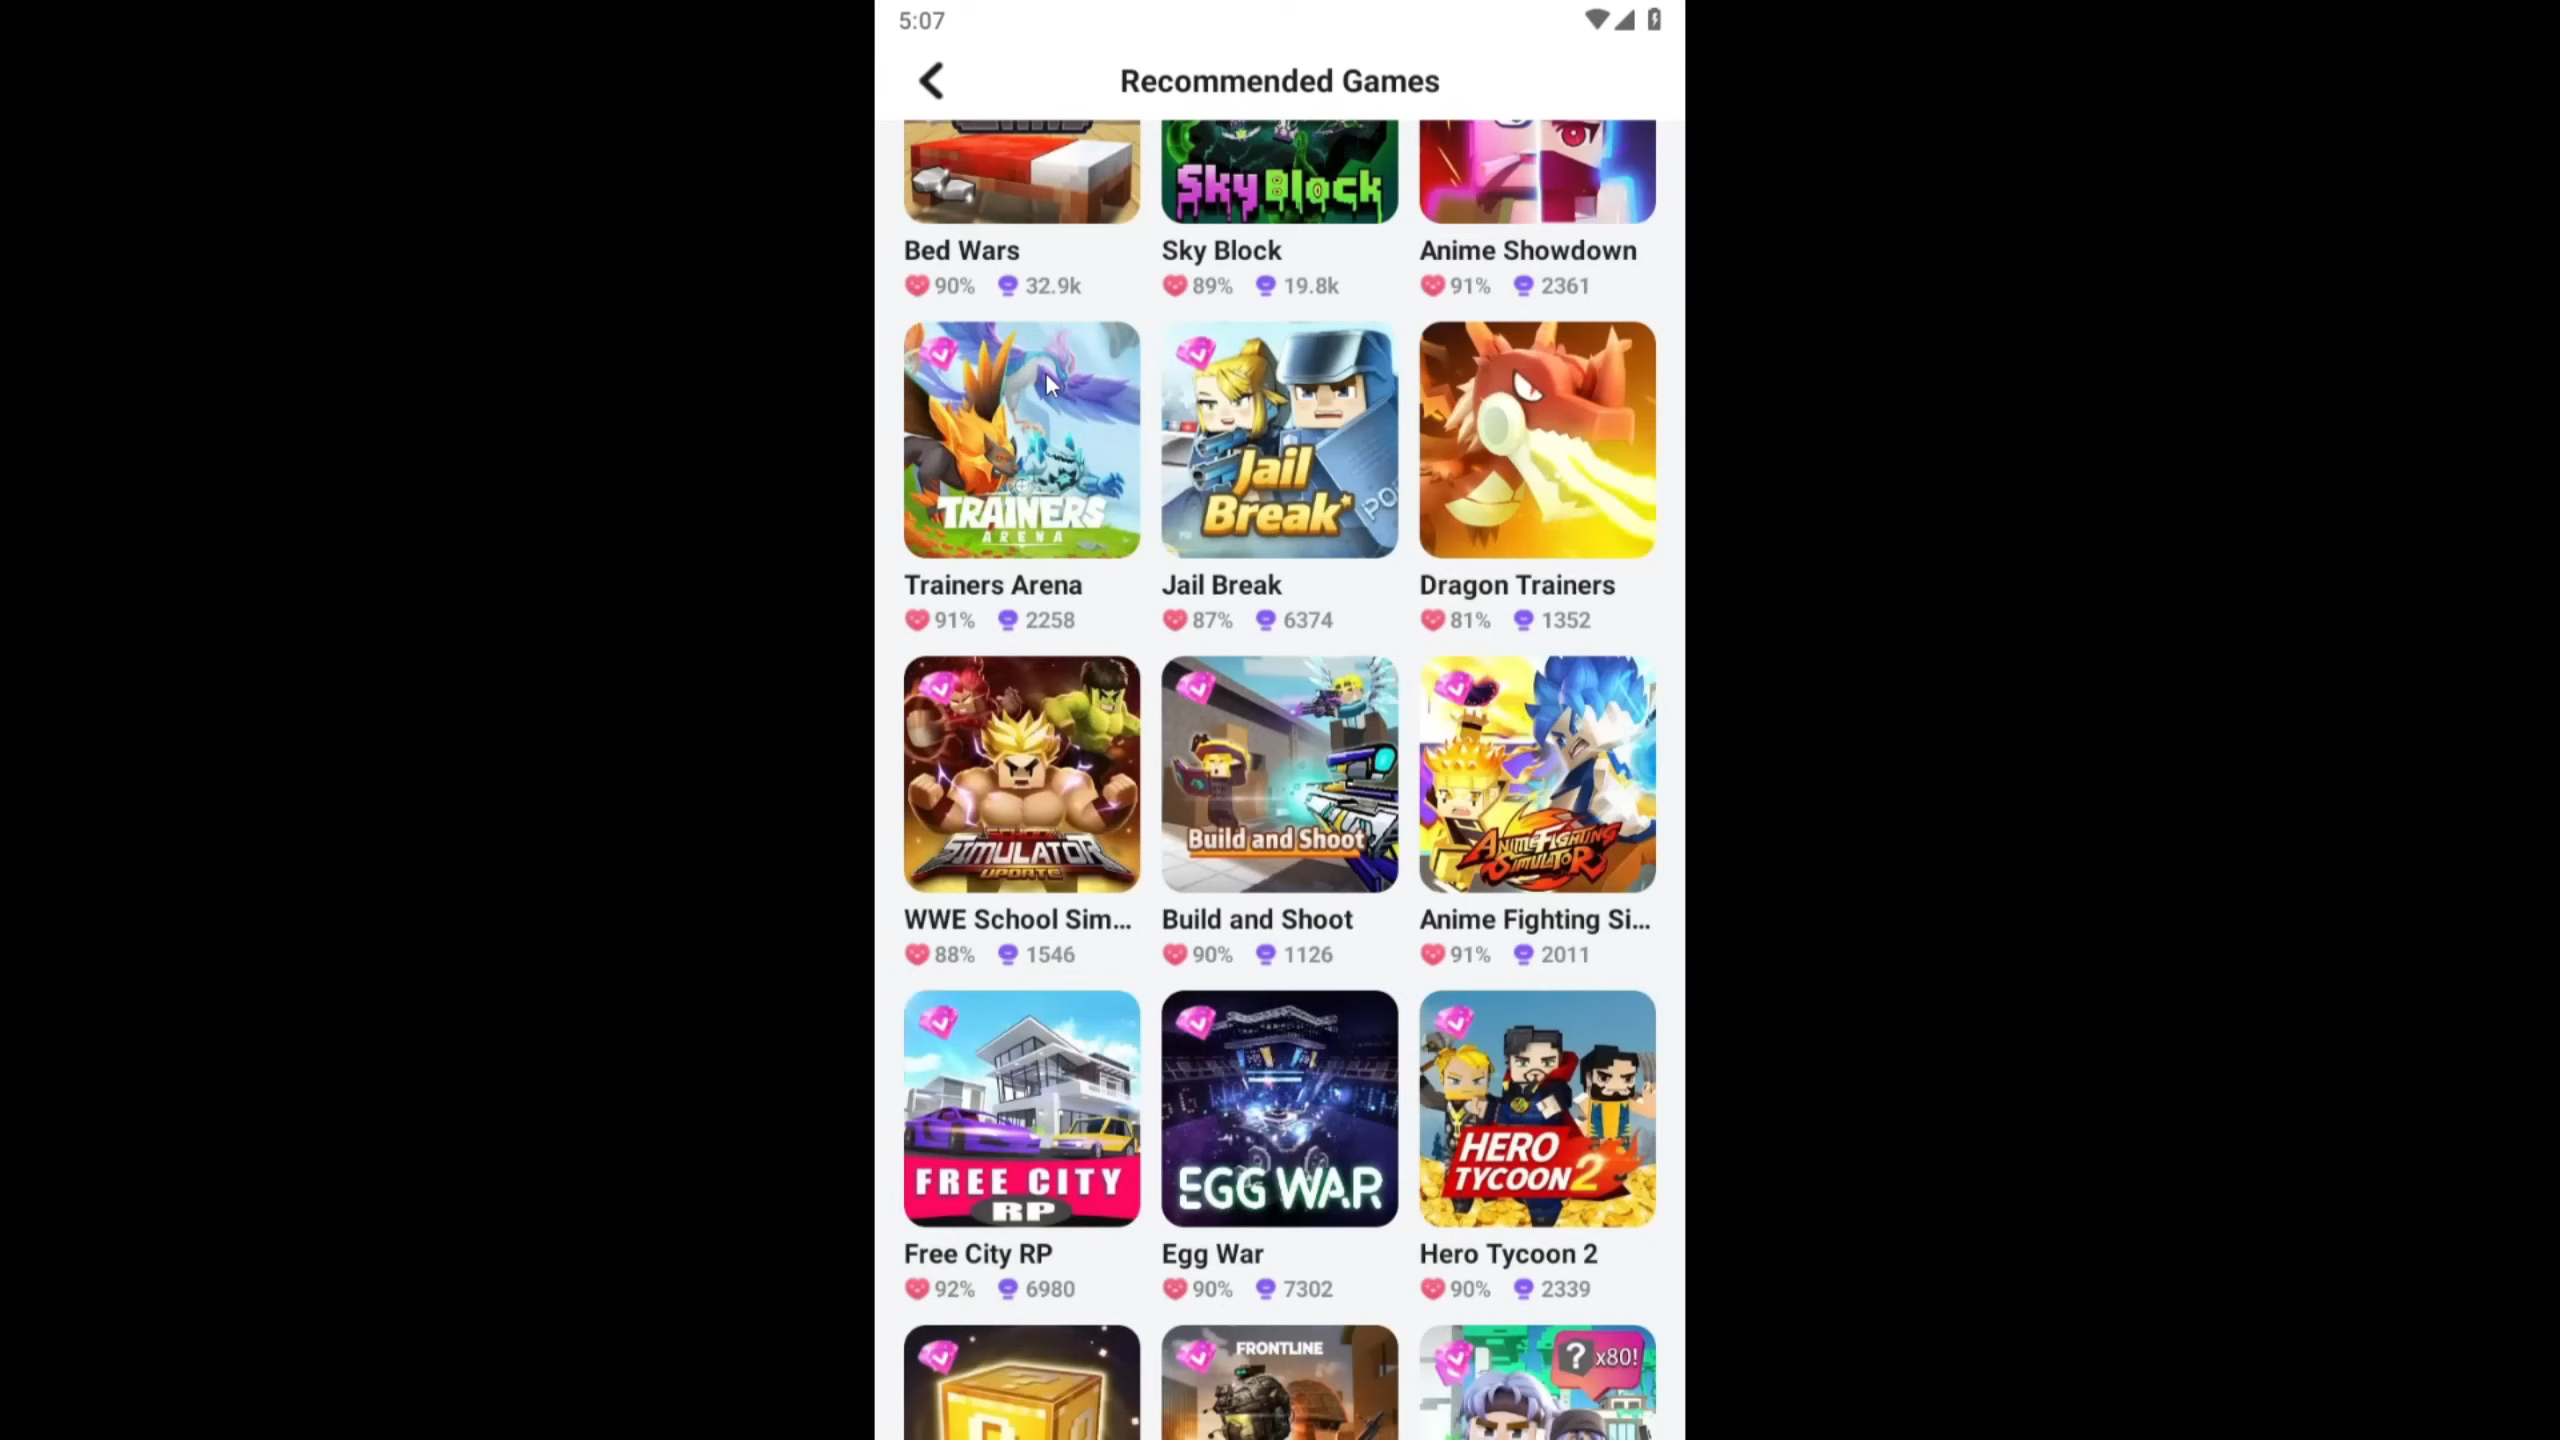 5:07
Recommended Games
Sky Block
Bed Wars
Sky Block
Anime Showdown
90% 32.9k
89% 19.8k
91% 2361
TRAINERS
ARENA
Jail
Break
Trainers Arena
Jail Break
Dragon Trainers
91% 2258
87% 6374
81% 1352
SCHOOL
SIMULATOR
UPDATE
Build and Shoot
ANIME FIGHTING
SIMULATOR
WWE School Sim...
Build and Shoot
Anime Fighting Si...
88% 1546
90% 1126
91% 2011
FREE CITY
RP
EGG WAR
HERO
TYCOON 2
Free City RP
Egg War
Hero Tycoon 2
92% 6980
90% 7302
90% 2339
FRONTLINE
? x80!